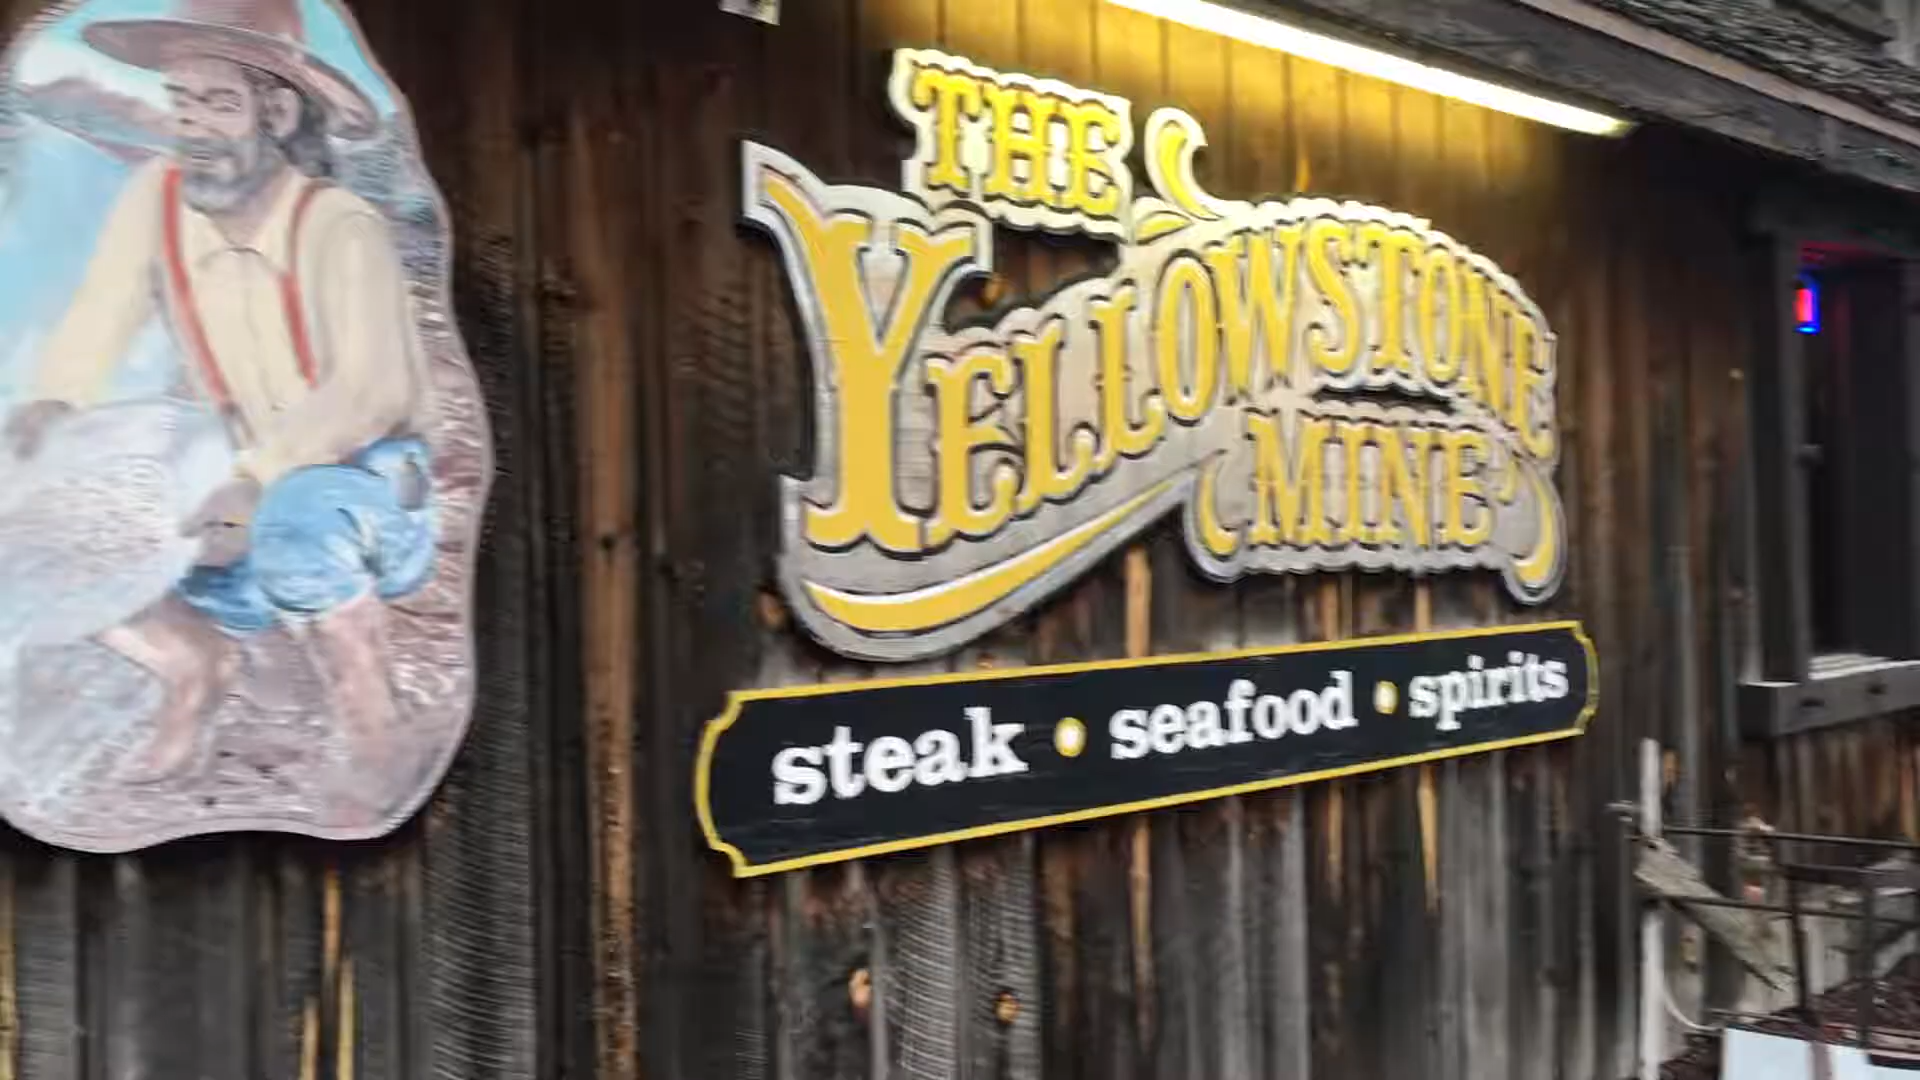 THE
YELLOWSTONE
MINE
steak • seafood • spirits